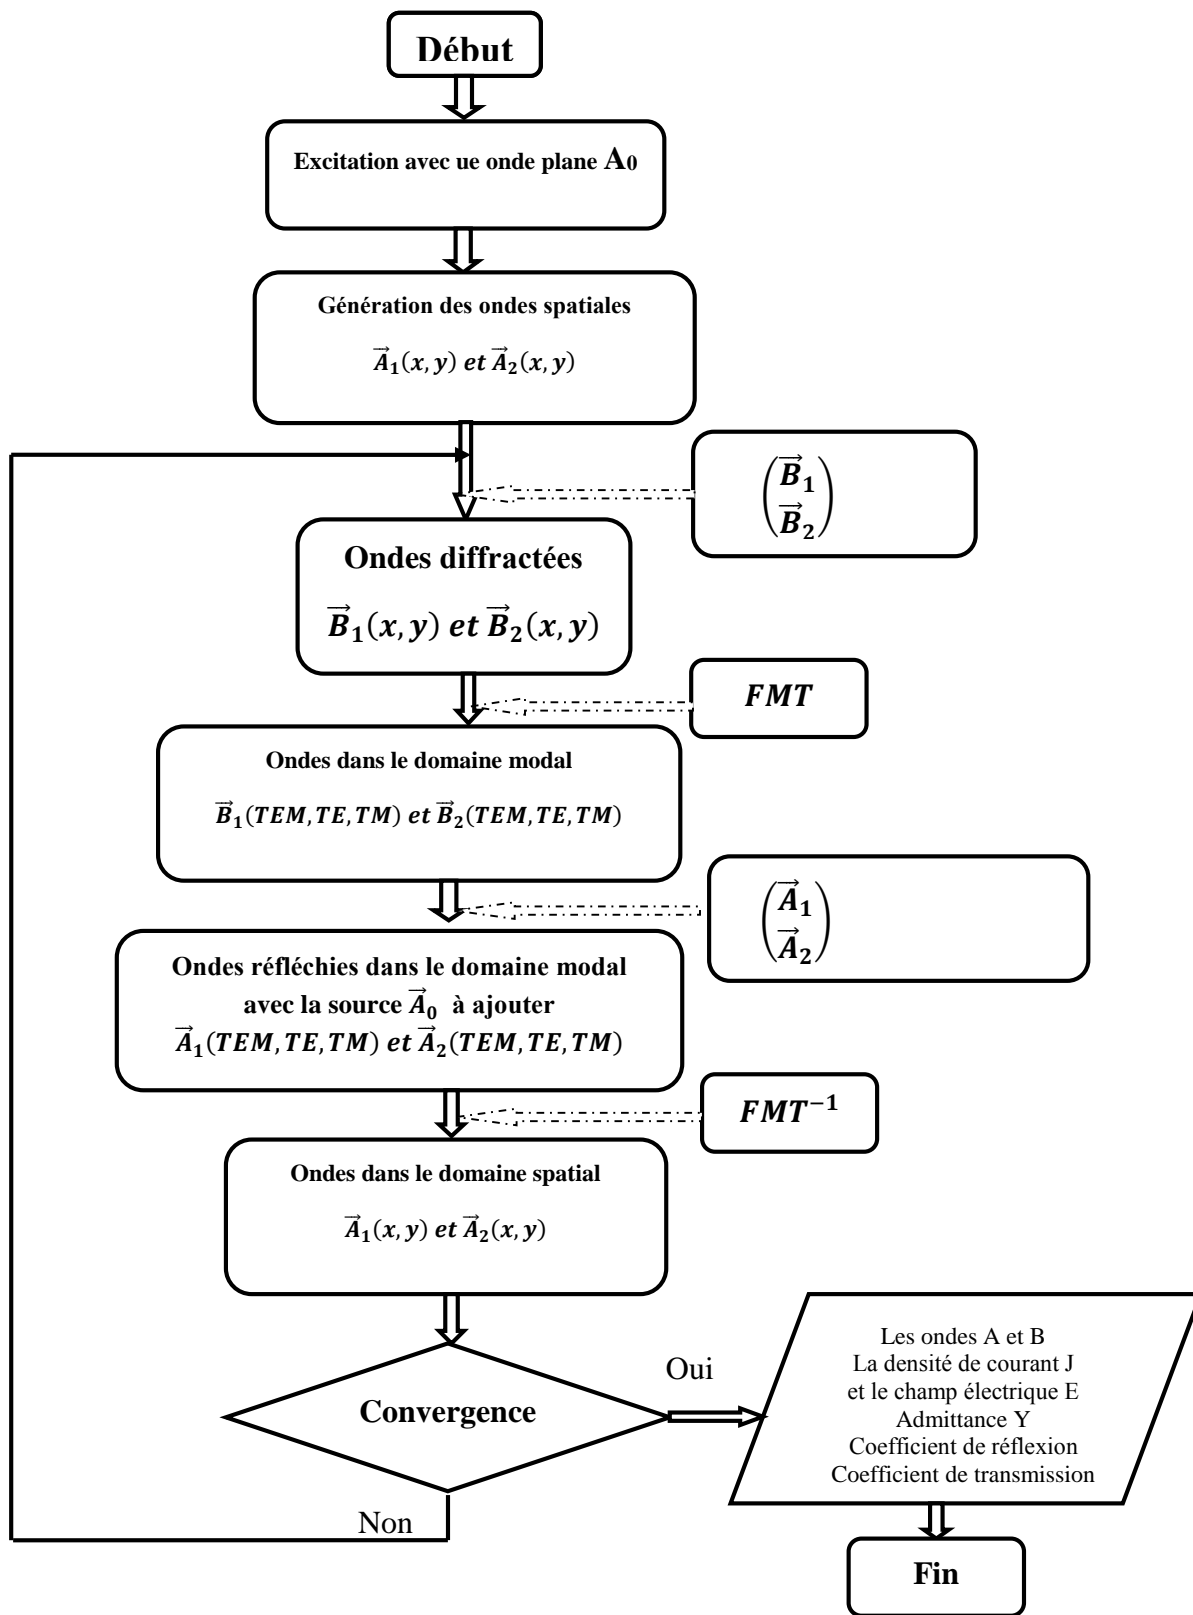 Début
Excitation avec ue onde plane A₀
Génération des ondes spatiales
A⃗₁(x, y) et A⃗₂(x, y)
(B⃗₁
B⃗₂)
Ondes diffractées
B⃗₁(x, y) et B⃗₂(x, y)
FMT
Ondes dans le domaine modal
B⃗₁(TEM, TE, TM) et B⃗₂(TEM, TE, TM)
(A⃗₁
A⃗₂)
Ondes réfléchies dans le domaine modal
avec la source A⃗₀ à ajouter
A⃗₁(TEM, TE, TM) et A⃗₂(TEM, TE, TM)
FMT⁻¹
Ondes dans le domaine spatial
A⃗₁(x, y) et A⃗₂(x, y)
Convergence
Oui
Non
Les ondes A et B
La densité de courant J
et le champ électrique E
Admittance Y
Coefficient de réflexion
Coefficient de transmission
Fin